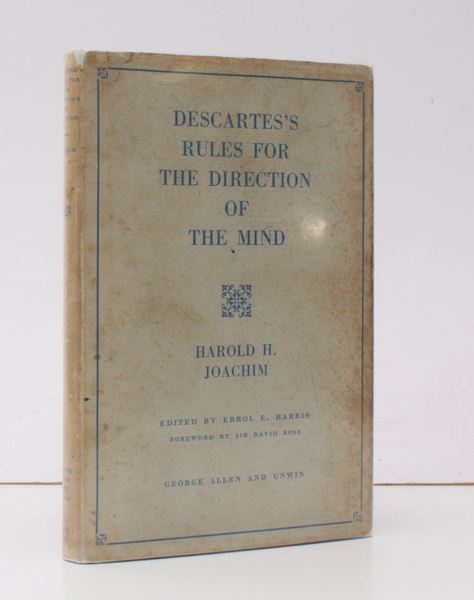 DESCARTES'S
RULES FOR
THE DIRECTION
OF
THE MIND
HAROLD H.
JOACHIM
EDITED BY ERROL E. HARRIS
FOREWORD BY SIR DAVID ROSS
GEORGE ALLEN AND UNWIN